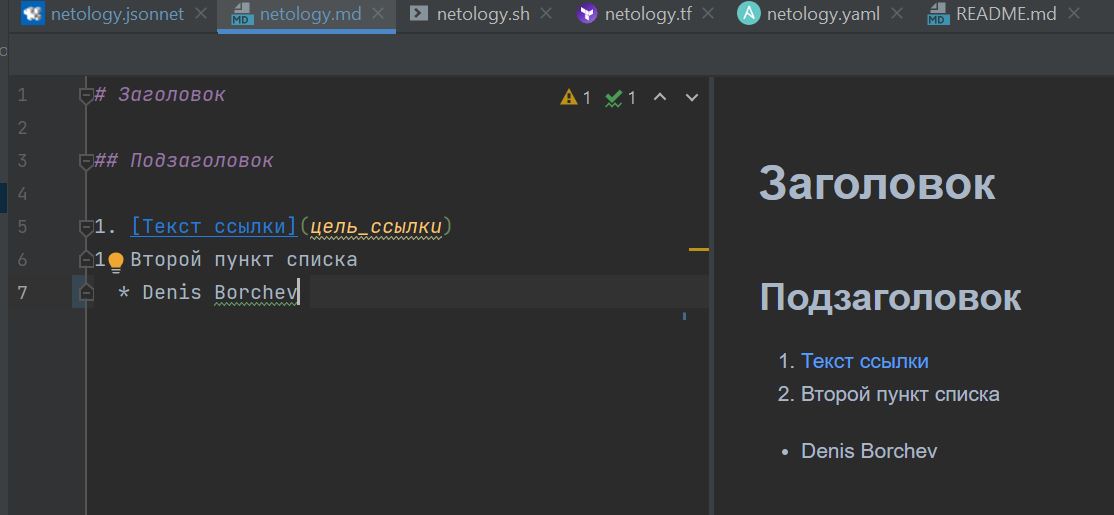 netology.jsonnet netology.md netology.sh netology.tf netology.yaml README.md
1 # Заголовок 1 1
2
3 ## Подзаголовок
4
5 1. [Текст ссылки](цель_ссылки)
6 1 Второй пункт списка
7 * Denis Borchev
Заголовок
Подзаголовок
1. Текст ссылки
2. Второй пункт списка
• Denis Borchev